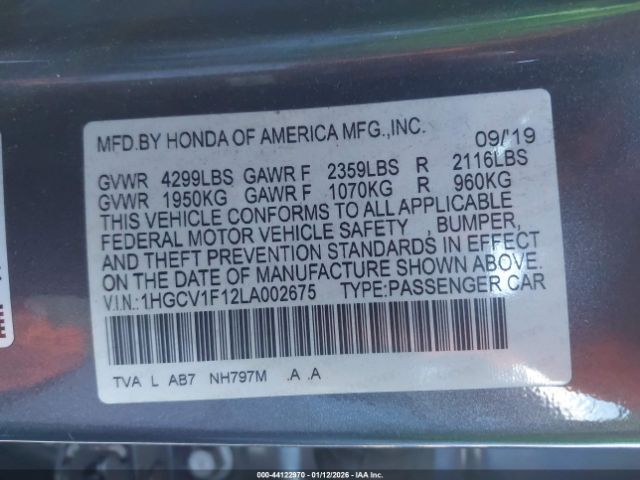 MFD.BY HONDA OF AMERICA MFG.,INC. 09/'19
GVWR 4299LBS GAWR F 2359LBS R 2116LBS
GVWR 1950KG GAWR F 1070KG R 960KG
THIS VEHICLE CONFORMS TO ALL APPLICABLE
FEDERAL MOTOR VEHICLE SAFETY , BUMPER,
AND THEFT PREVENTION STANDARDS IN EFFECT
ON THE DATE OF MANUFACTURE SHOWN ABOVE.
V.I.N.:1HGCV1F12LA002675 TYPE:PASSENGER CAR
TVA L AB7 NH797M .A .A
000-44122970 - 01/12/2026 - IAA Inc.